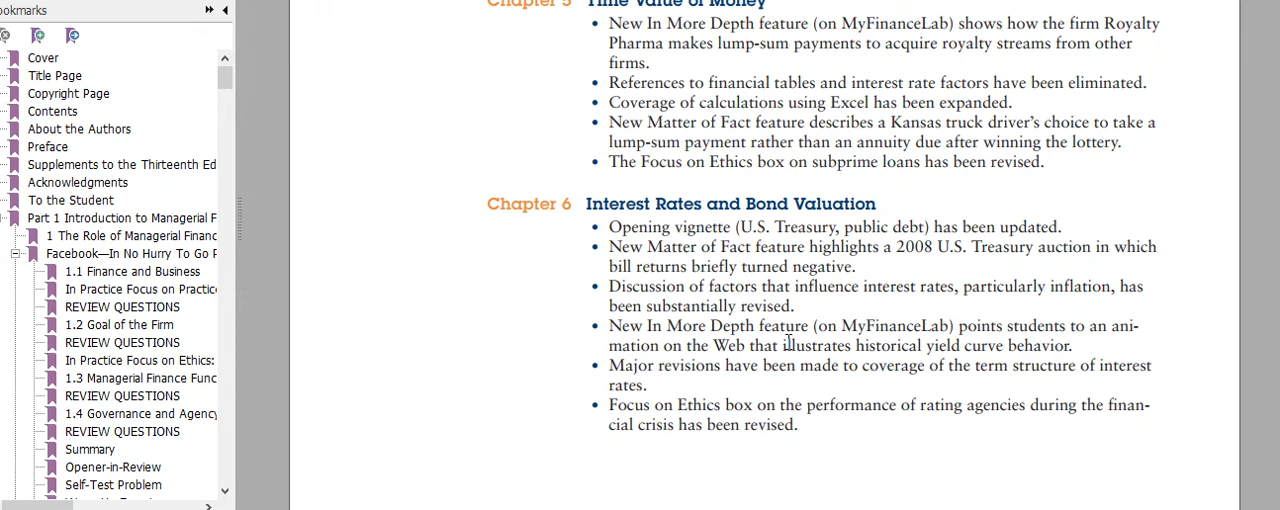 ookmarks
Cover
Title Page
Copyright Page
Contents
About the Authors
Preface
Supplements to the Thirteenth Ed
Acknowledgments
To the Student
Part 1 Introduction to Managerial F
1 The Role of Managerial Financ
Facebook—In No Hurry To Go P
1.1 Finance and Business
In Practice Focus on Practice
REVIEW QUESTIONS
1.2 Goal of the Firm
REVIEW QUESTIONS
In Practice Focus on Ethics:
1.3 Managerial Finance Func
REVIEW QUESTIONS
1.4 Governance and Agency
REVIEW QUESTIONS
Summary
Opener-in-Review
Self-Test Problem
Chapter 5 Time Value of Money
• New In More Depth feature (on MyFinanceLab) shows how the firm Royalty
Pharma makes lump-sum payments to acquire royalty streams from other
firms.
• References to financial tables and interest rate factors have been eliminated.
• Coverage of calculations using Excel has been expanded.
• New Matter of Fact feature describes a Kansas truck driver's choice to take a
lump-sum payment rather than an annuity due after winning the lottery.
• The Focus on Ethics box on subprime loans has been revised.
Chapter 6 Interest Rates and Bond Valuation
• Opening vignette (U.S. Treasury, public debt) has been updated.
• New Matter of Fact feature highlights a 2008 U.S. Treasury auction in which
bill returns briefly turned negative.
• Discussion of factors that influence interest rates, particularly inflation, has
been substantially revised.
• New In More Depth feature (on MyFinanceLab) points students to an ani-
mation on the Web that illustrates historical yield curve behavior.
• Major revisions have been made to coverage of the term structure of interest
rates.
• Focus on Ethics box on the performance of rating agencies during the finan-
cial crisis has been revised.